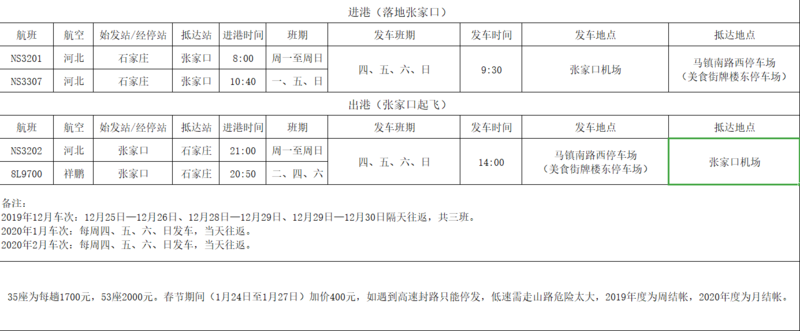 进港（落地张家口）
航班 航空 始发站/经停站 抵达站 进港时间 班期 发车班期 发车时间 发车地点 抵达地点
NS3201 河北 石家庄 张家口 8:00 周一至周日 四、五、六、日 9:30 张家口机场 马镇南路西停车场（美食街牌楼东停车场）
NS3307 河北 石家庄 张家口 10:40 一、五、日
出港（张家口起飞）
航班 航空 始发站/经停站 抵达站 进港时间 班期 发车班期 发车时间 发车地点 抵达地点
NS3202 河北 张家口 石家庄 21:00 周一至周日 四、五、六、日 14:00 马镇南路西停车场（美食街牌楼东停车场） 张家口机场
8L9700 祥鹏 张家口 石家庄 20:50 二、四、六
备注：
2019年12月车次：12月25日—12月26日、12月28日—12月29日、12月29日—12月30日隔天往返，共三班。
2020年1月车次：每周四、五、六、日发车，当天往返。
2020年2月车次：每周四、五、六、日发车，当天往返。
35座为每趟1700元，53座2000元。春节期间（1月24日至1月27日）加价400元，如遇到高速封路只能停发，低速需走山路危险太大，2019年度为周结帐，2020年度为月结帐。